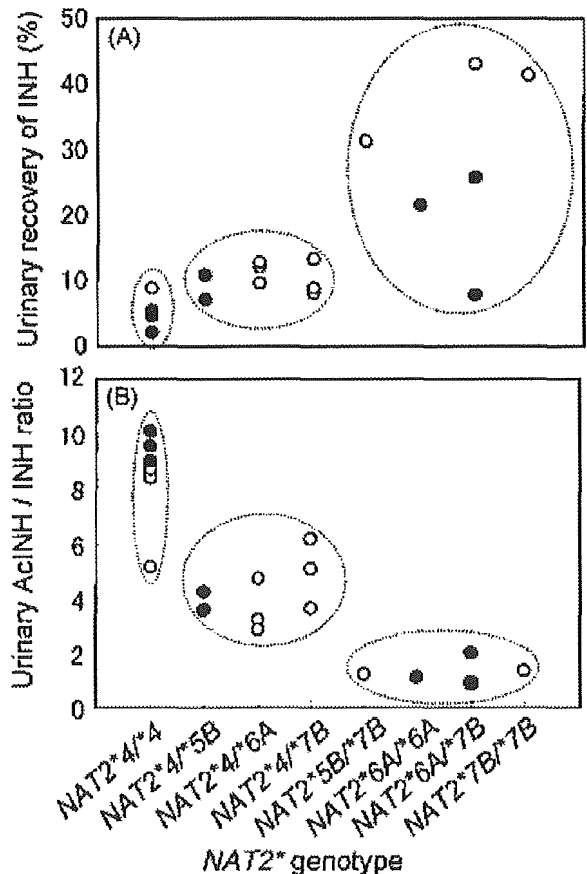 50
40
30
20
10
0
Urinary recovery of INH (%)
(A)
12
10
8
6
4
2
0
Urinary AcINH / INH ratio
(B)
NAT2*4/*4
NAT2*4/*5B
NAT2*4/*6A
NAT2*4/*7B
NAT2*5B/*7B
NAT2*6A/*6A
NAT2*6A/*7B
NAT2*7B/*7B
NAT2* genotype